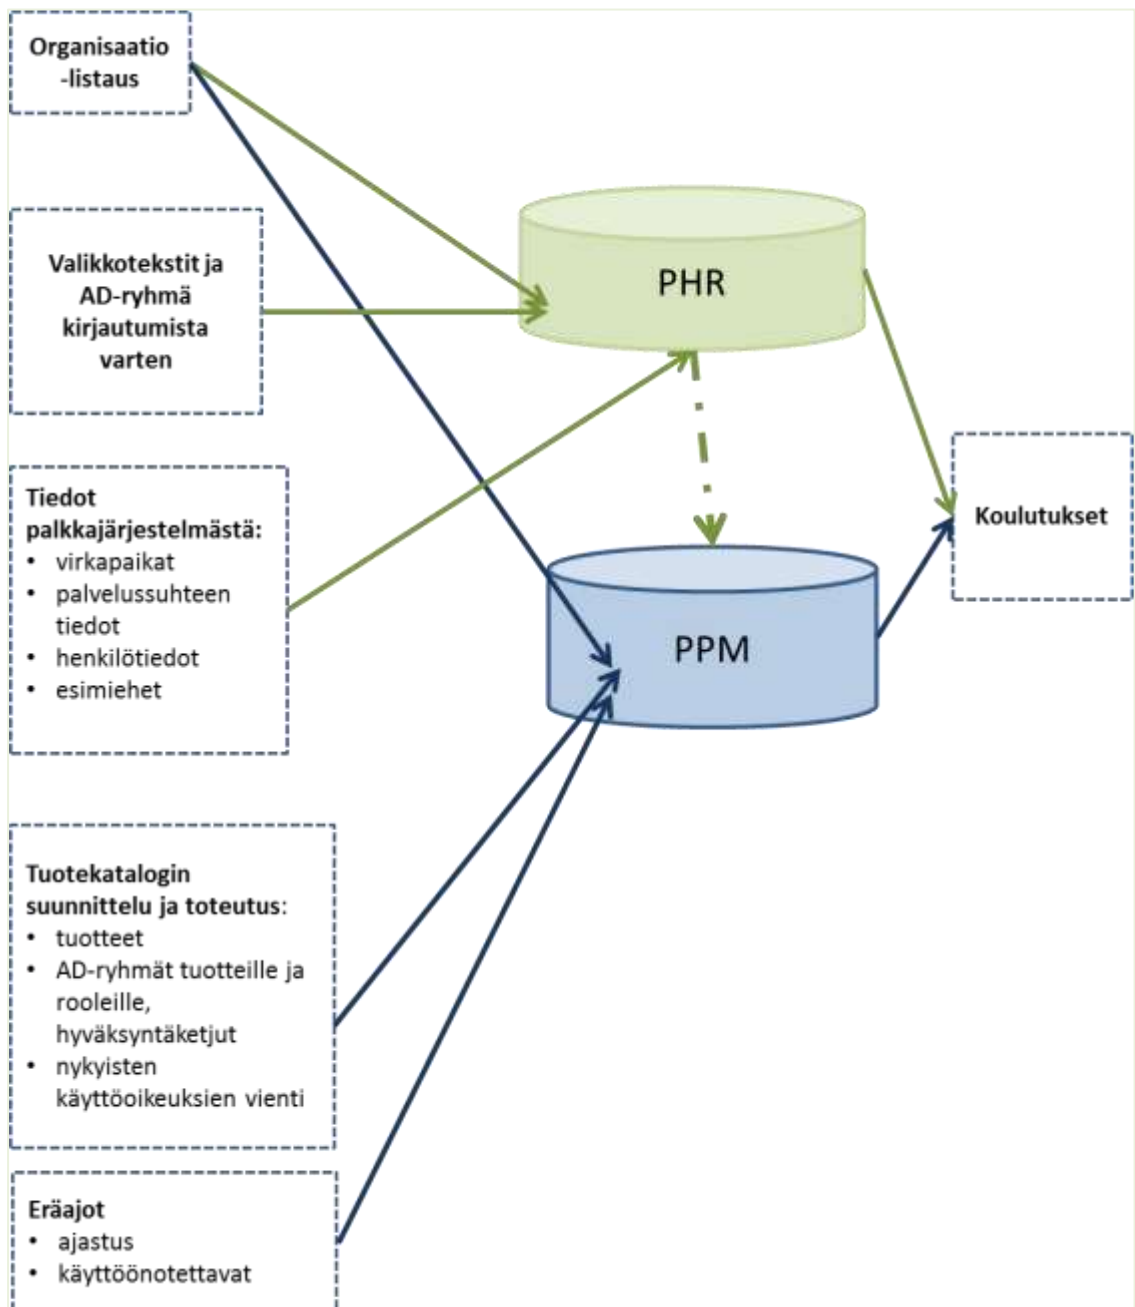 Organisaatio
-listaus
Valikkotekstit ja
AD-ryhmä
kirjautumista
varten
PHR
Tiedot
palkkajärjestelmästä:
• virkapaikat
• palvelussuhteen
tiedot
• henkilötiedot
• esimiehet
Koulutukset
PPM
Tuotekatalogin
suunnittelu ja toteutus:
• tuotteet
• AD-ryhmät tuotteille ja
rooleille,
hyväksyntäketjut
• nykyisten
käyttöoikeuksien vienti
Eräajot
• ajastus
• käyttöönotettavat